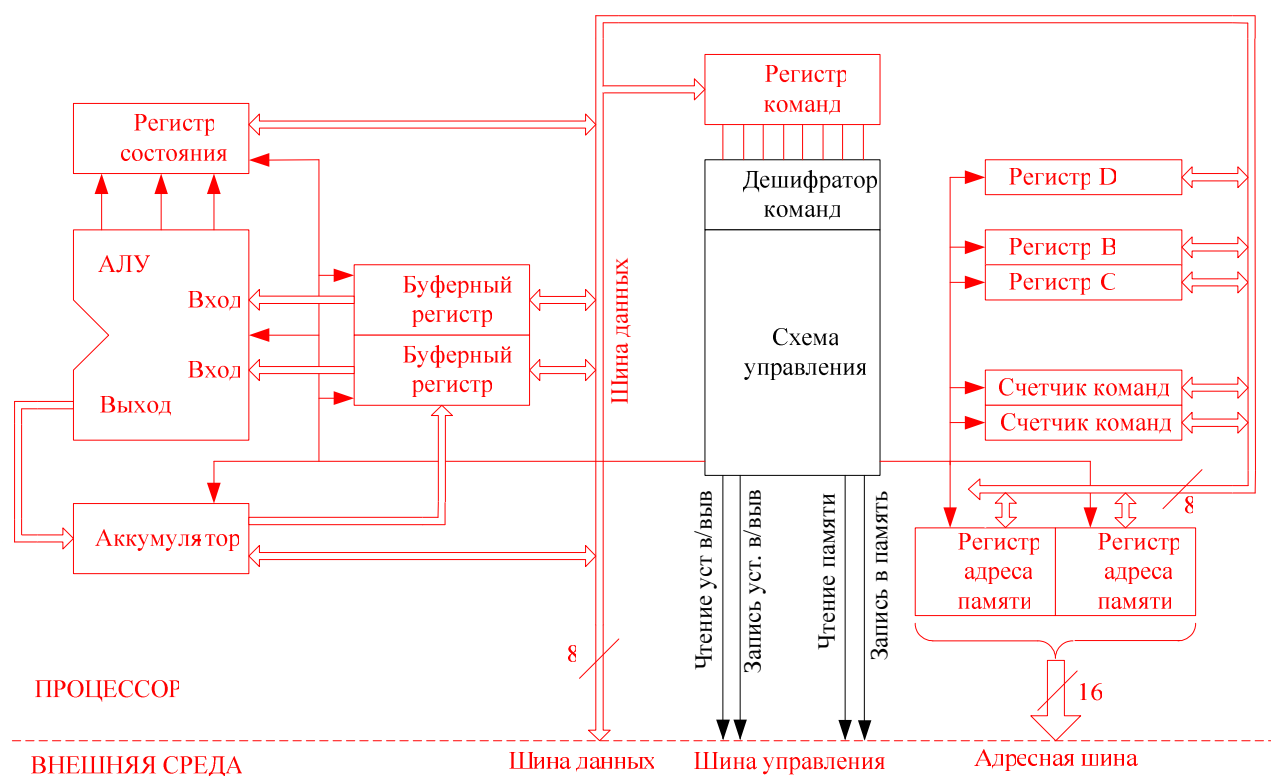 Регистр
состояния
АЛУ
Вход
Вход
Выход
Буферный
регистр
Буферный
регистр
Аккумулятор
Шина данных
8
Регистр
команд
Дешифратор
команд
Схема
управления
Чтение уст в/выв
Запись уст. в/выв
Чтение памяти
Запись в память
Регистр D
Регистр B
Регистр C
Счетчик команд
Счетчик команд
8
Регистр
адреса
памяти
Регистр
адреса
памяти
16
ПРОЦЕССОР
ВНЕШНЯЯ СРЕДА
Шина данных
Шина управления
Адресная шина